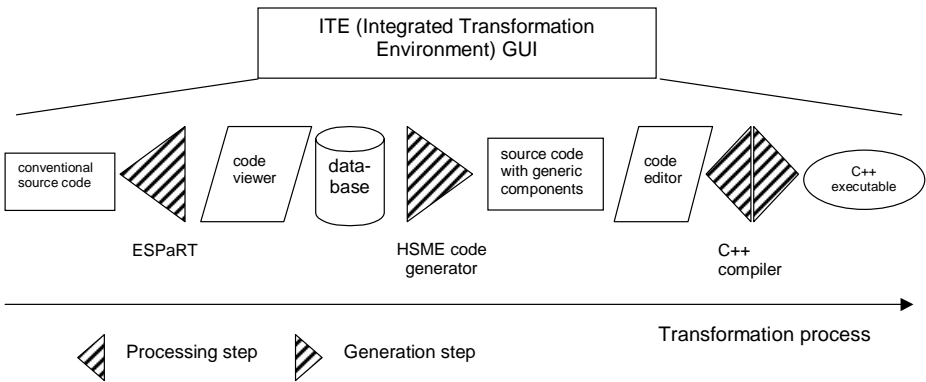 ITE (Integrated Transformation
Environment) GUI
conventional
source code
code
viewer
data-
base
source code
with generic
components
code
editor
C++
executable
ESPaRT
HSME code
generator
C++
compiler
Transformation process
Processing step
Generation step